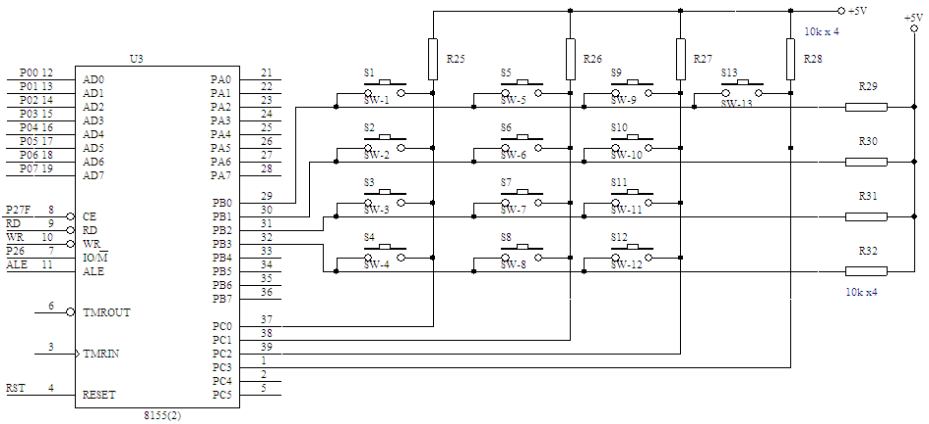 +5V
+5V
10k x 4
U3
R25
R26
R27
R28
S1
S5
S9
S13
R29
P00 12 AD0 PA0 21
P01 13 AD1 PA1 22
SW-1 SW-5 SW-9 SW-13
P02 14 AD2 PA2 23
P03 15 AD3 PA3 24
P04 16 AD4 PA4 25
S2 S6 S10 R30
P05 17 AD5 PA5 26
SW-2 SW-6 SW-10
P06 18 AD6 PA6 27
P07 19 AD7 PA7 28
S3 S7 S11 R31
PB0 29
SW-3 SW-7 SW-11
P27F 8 CE PB1 30
RD 9 RD PB2 31
S4 S8 S12 R32
WR 10 WR PB3 32
P26 7 IO/M PB4 33
SW-4 SW-8 SW-12
ALE 11 ALE PB5 34
PB6 35
10k x4
PB7 36
6 TMROUT
PC0 37
PC1 38
3 TMRIN PC2 39
PC3 1
PC4 2
RST 4 RESET PC5 5
8155(2)